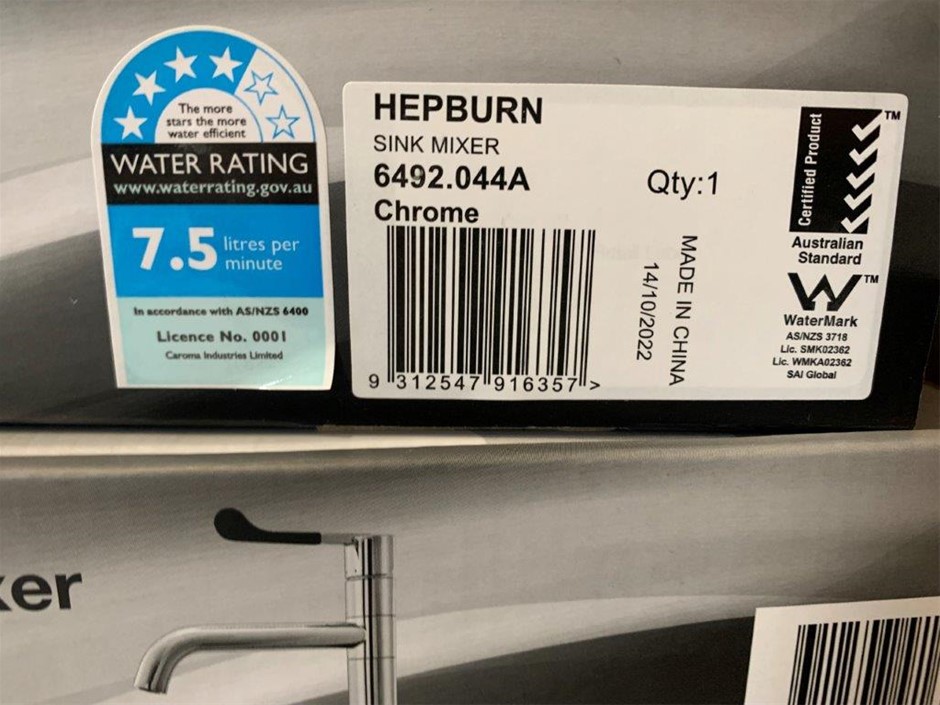 The more
stars the more
water efficient
WATER RATING
www.waterrating.gov.au
7.5 litres per
minute
In accordance with AS/NZS 6400
Licence No. 0001
Caroma Industries Limited
HEPBURN
SINK MIXER
6492.044A
Chrome
Qty:1
9 312547 916357 >
MADE IN CHINA
14/10/2022
Certified Product
TM
Australian
Standard
TM
WaterMark
AS/NZS 3718
Lic. SMK02362
Lic. WMKA02362
SAI Global
xer